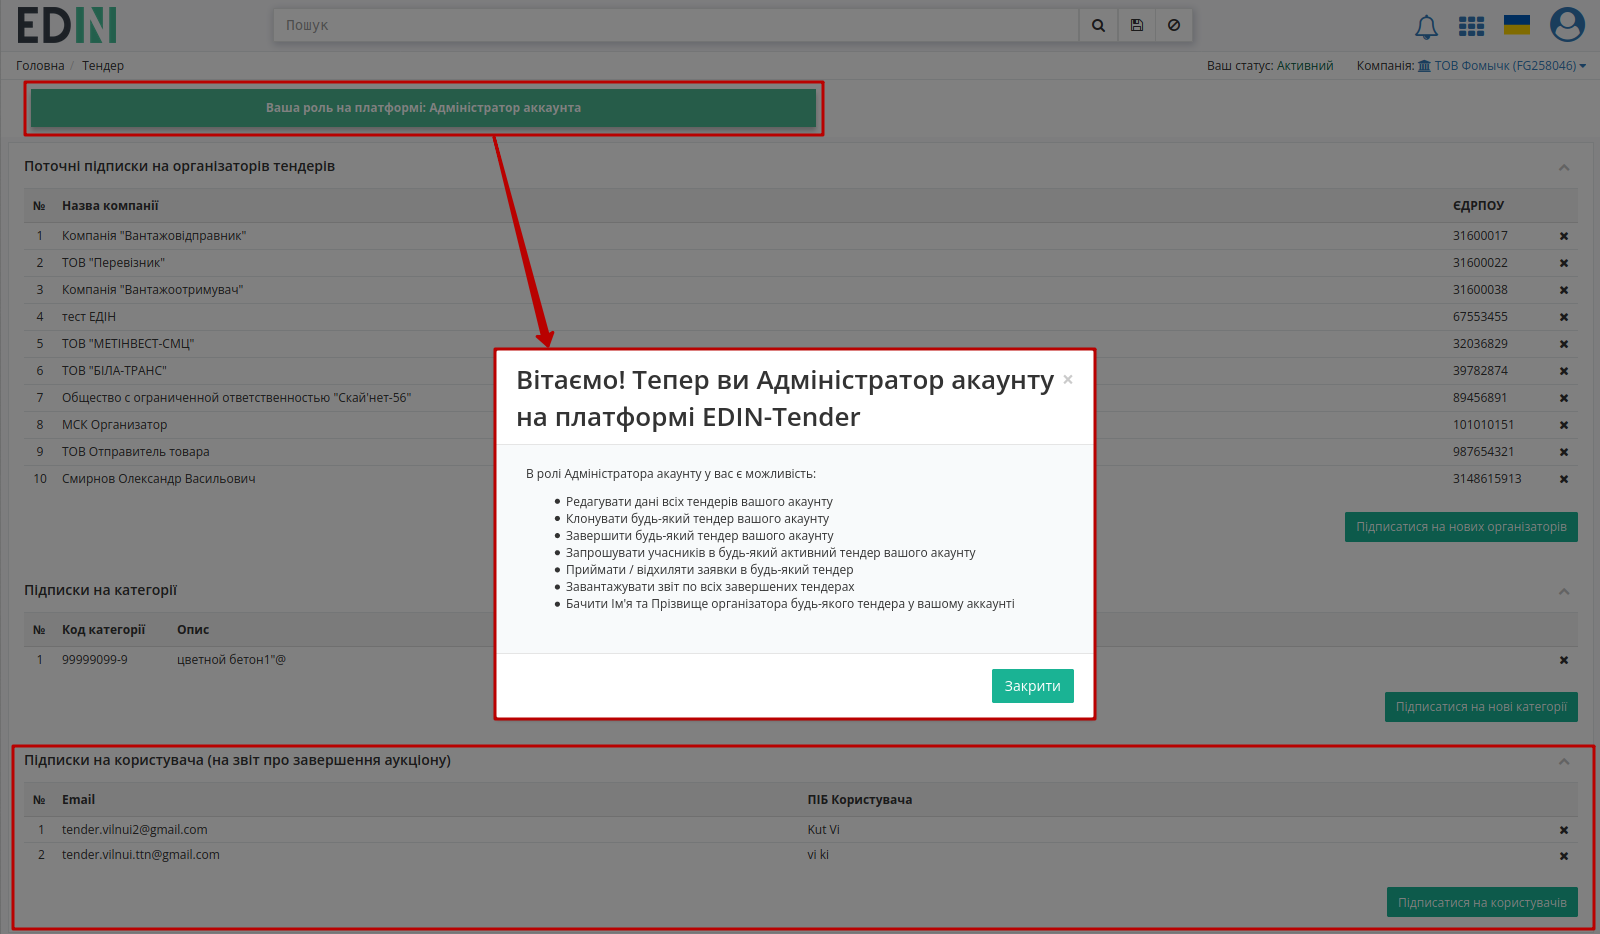 EDIN
Пошук
Головна / Тендер
Ваш статус: Активний Компанія: ТОВ Фомычк (FG258046)
Ваша роль на платформі: Адміністратор аккаунта
Поточні підписки на організаторів тендерів
№ Назва компанії ЄДРПОУ
1 Компанія "Вантажовідправник" 31600017
2 ТОВ "Перевізник" 31600022
3 Компанія "Вантажоотримувач" 31600038
4 тест ЕДІН 67553455
5 ТОВ "МЕТІНВЕСТ-СМЦ" 32036829
6 ТОВ "БІЛА-ТРАНС" 39782874
7 Общество с ограниченной ответственностью "Скай'нет-56" 89456891
8 МСК Организатор 101010151
9 ТОВ Отправитель товара 987654321
10 Смирнов Олександр Васильович 3148615913
Підписатися на нових організаторів
Вітаємо! Тепер ви Адміністратор акаунту ×
на платформі EDIN-Tender
В ролі Адміністратора акаунту у вас є можливість:
• Редагувати дані всіх тендерів вашого акаунту
• Клонувати будь-який тендер вашого акаунту
• Завершити будь-який тендер вашого акаунту
• Запрошувати учасників в будь-який активний тендер вашого акаунту
• Приймати / відхиляти заявки в будь-який тендер
• Завантажувати звіт по всіх завершених тендерах
• Бачити Ім'я та Прізвище організатора будь-якого тендера у вашому аккаунті
Закрити
Підписки на категорії
№ Код категорії Опис
1 99999099-9 цветной бетон1"@
Підписатися на нові категорії
Підписки на користувача (на звіт про завершення аукціону)
№ Email ПІБ Користувача
1 tender.vilnui2@gmail.com Kut Vi
2 tender.vilnui.ttn@gmail.com vi ki
Підписатися на користувачів